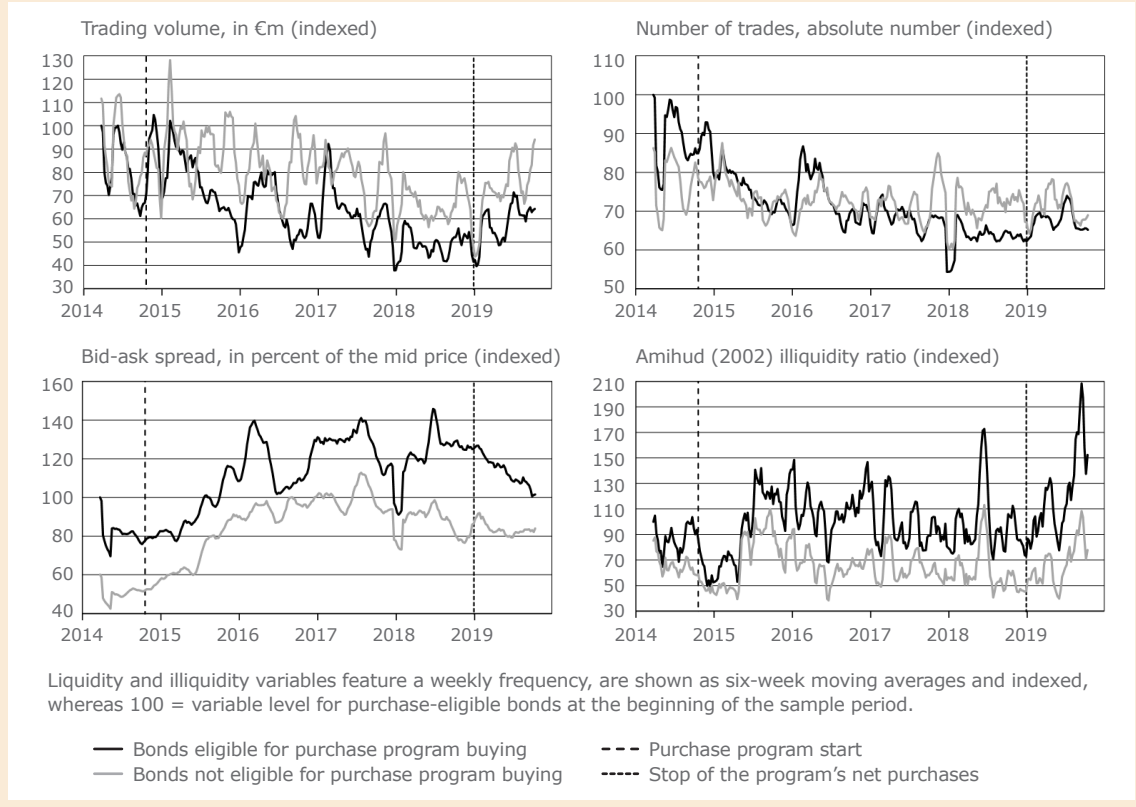 Trading volume, in €m (indexed)
130
120
110
100
90
80
70
60
50
40
30
2014 2015 2016 2017 2018 2019
Number of trades, absolute number (indexed)
110
100
90
80
70
60
50
2014 2015 2016 2017 2018 2019
Bid-ask spread, in percent of the mid price (indexed)
160
140
120
100
80
60
40
2014 2015 2016 2017 2018 2019
Amihud (2002) illiquidity ratio (indexed)
210
190
170
150
130
110
90
70
50
30
2014 2015 2016 2017 2018 2019
Liquidity and illiquidity variables feature a weekly frequency, are shown as six-week moving averages and indexed,
whereas 100 = variable level for purchase-eligible bonds at the beginning of the sample period.
Bonds eligible for purchase program buying
Bonds not eligible for purchase program buying
Purchase program start
Stop of the program’s net purchases